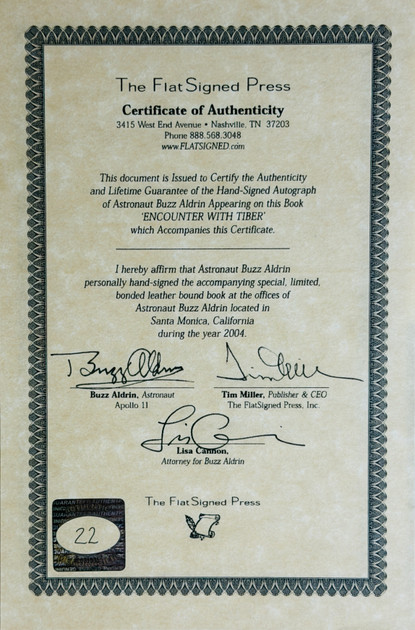 The FlatSigned Press
Certificate of Authenticity
3415 West End Avenue • Nashville, TN 37203
Phone 888.568.3048
www.FLATSIGNED.com
This document is Issued to Certify the Authenticity
and Lifetime Guarantee of the Hand-Signed Autograph
of Astronaut Buzz Aldrin Appearing on this Book
'ENCOUNTER WITH TIBER'
which Accompanies this Certificate.
I hereby affirm that Astronaut Buzz Aldrin
personally hand-signed the accompanying special, limited,
bonded leather bound book at the offices of
Astronaut Buzz Aldrin located in
Santa Monica, California
during the year 2004.
Buzz Aldrin
Buzz Aldrin, Astronaut
Apollo 11
Tim Miller, Publisher & CEO
The FlatSigned Press, Inc.
Lisa Cannon,
Attorney for Buzz Aldrin
The FlatSigned Press
22